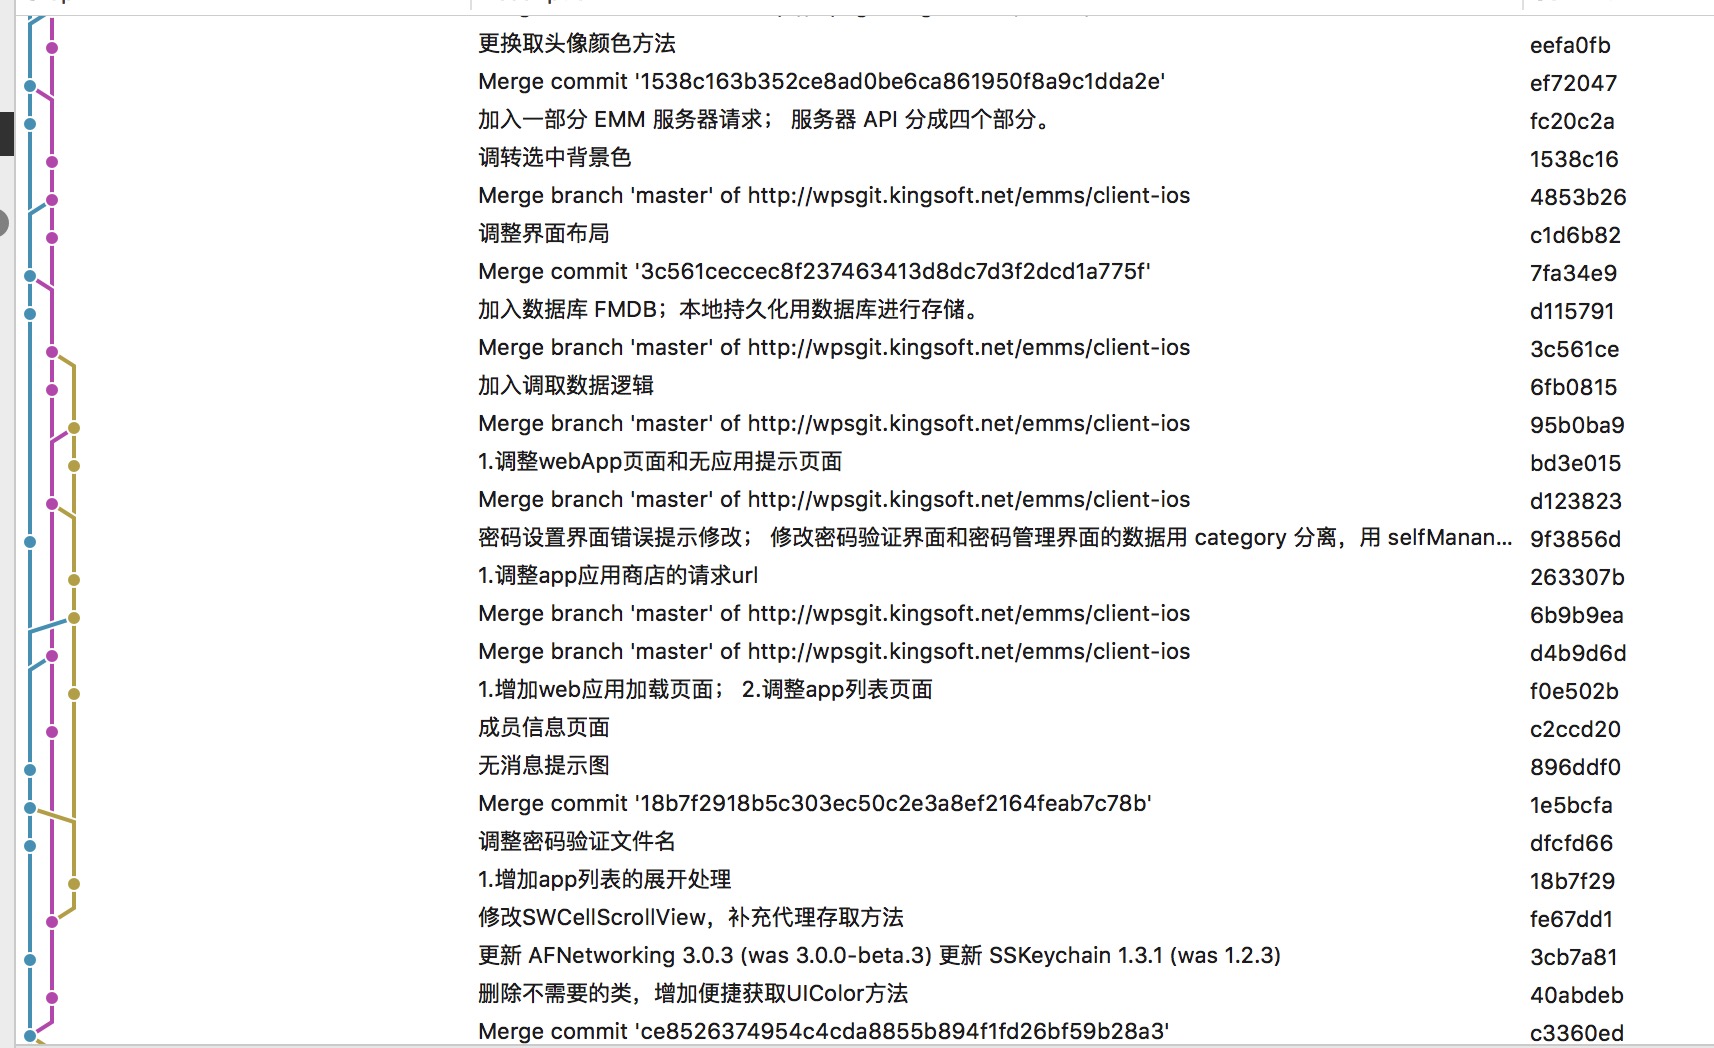 更换取头像颜色方法 eefa0fb
Merge commit '1538c163b352ce8ad0be6ca861950f8a9c1dda2e' ef72047
加入一部分 EMM 服务器请求； 服务器 API 分成四个部分。 fc20c2a
调转选中背景色 1538c16
Merge branch 'master' of http://wpsgit.kingsoft.net/emms/client-ios 4853b26
调整界面布局 c1d6b82
Merge commit '3c561ceccec8f237463413d8dc7d3f2dcd1a775f' 7fa34e9
加入数据库 FMDB；本地持久化用数据库进行存储。 d115791
Merge branch 'master' of http://wpsgit.kingsoft.net/emms/client-ios 3c561ce
加入调取数据逻辑 6fb0815
Merge branch 'master' of http://wpsgit.kingsoft.net/emms/client-ios 95b0ba9
1.调整webApp页面和无应用提示页面 bd3e015
Merge branch 'master' of http://wpsgit.kingsoft.net/emms/client-ios d123823
密码设置界面错误提示修改； 修改密码验证界面和密码管理界面的数据用 category 分离，用 selfManan... 9f3856d
1.调整app应用商店的请求url 263307b
Merge branch 'master' of http://wpsgit.kingsoft.net/emms/client-ios 6b9b9ea
Merge branch 'master' of http://wpsgit.kingsoft.net/emms/client-ios d4b9d6d
1.增加web应用加载页面； 2.调整app列表页面 f0e502b
成员信息页面 c2ccd20
无消息提示图 896ddf0
Merge commit '18b7f2918b5c303ec50c2e3a8ef2164feab7c78b' 1e5bcfa
调整密码验证文件名 dfcfd66
1.增加app列表的展开处理 18b7f29
修改SWCellScrollView，补充代理存取方法 fe67dd1
更新 AFNetworking 3.0.3 (was 3.0.0-beta.3) 更新 SSKeychain 1.3.1 (was 1.2.3) 3cb7a81
删除不需要的类，增加便捷获取UIColor方法 40abdeb
Merge commit 'ce8526374954c4cda8855b894f1fd26bf59b28a3' c3360ed